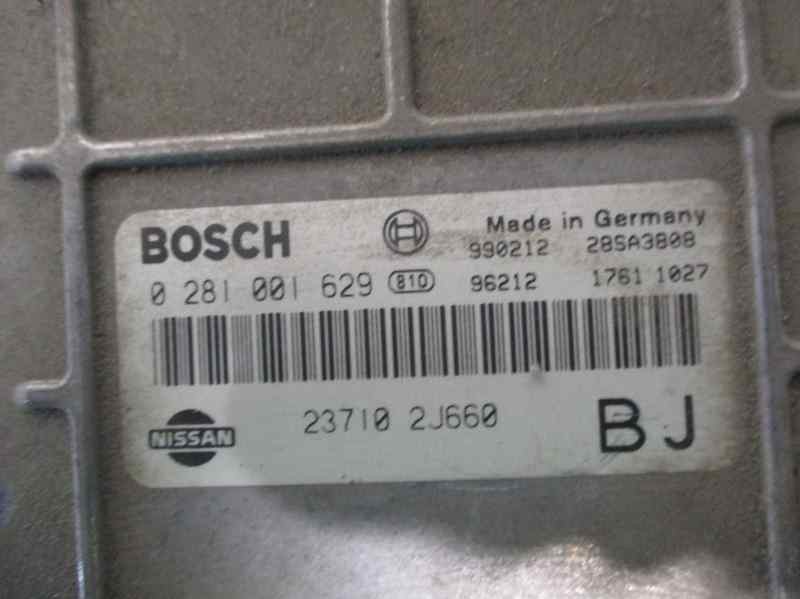 BOSCH Made in Germany
990212 28SA3808
0 281 001 629 810 96212 1761 1027
NISSAN 23710 2J660 BJ